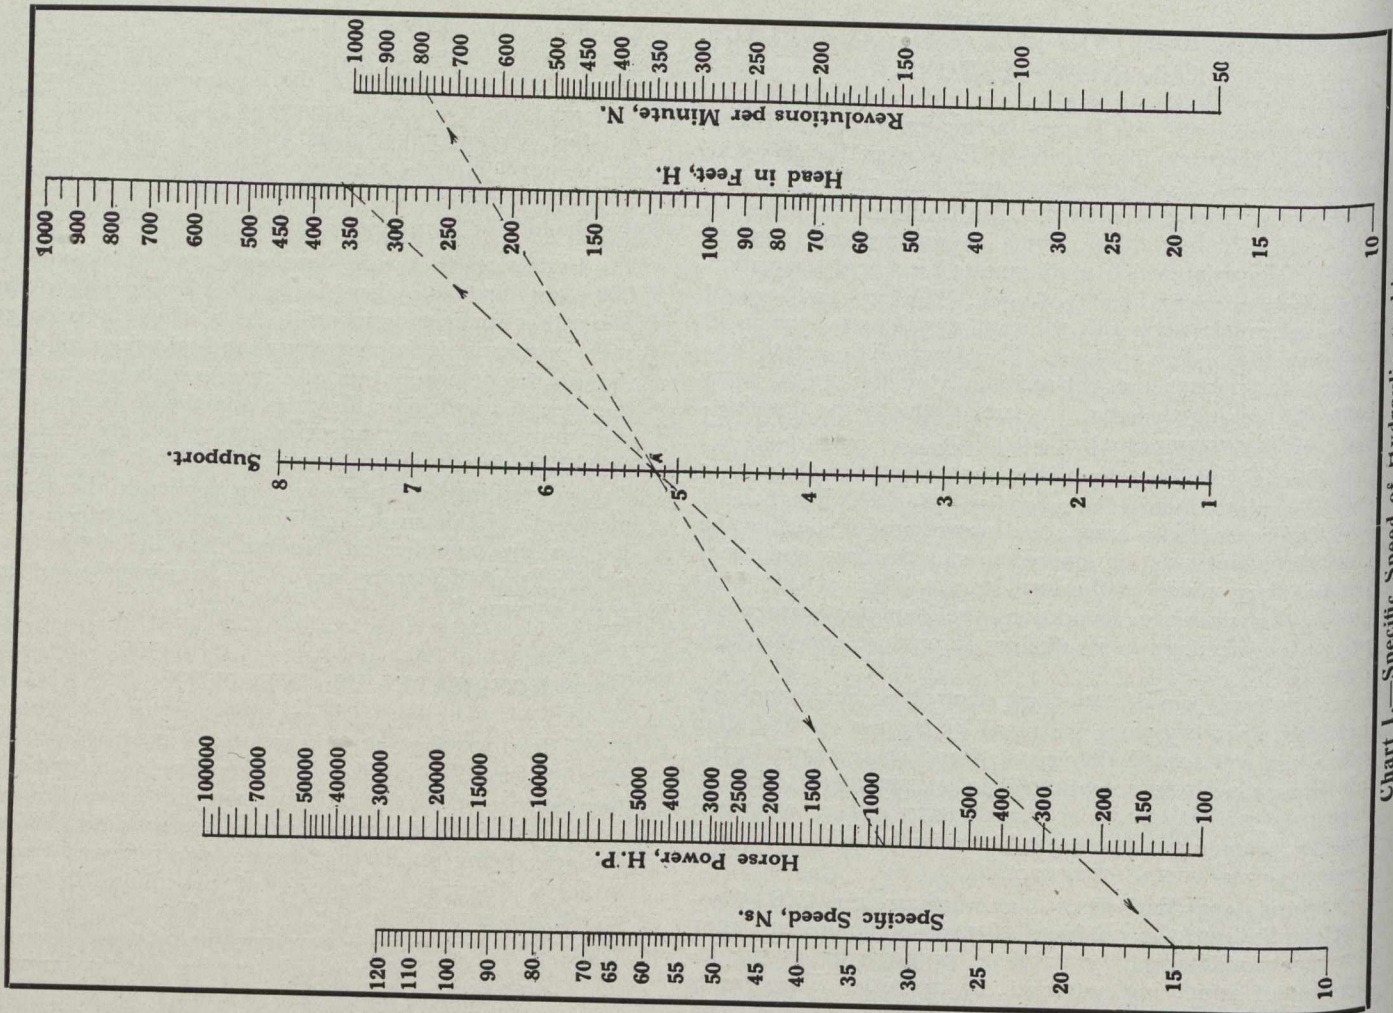 1000 900 800 700 600 500 450 400 350 300 250 200 150 100 50
Revolutions per Minute, N.
Head in Feet, H.
1000 900 800 700 600 500 450 400 350 300 250 200 150 100 90 80 70 60 50 40 30 25 20 15 10
Support.
8 7 6 5 4 3 2 1
100000 70000 50000 40000 30000 20000 15000 10000 5000 4000 3000 2500 2000 1500 1000 500 400 300 200 150 100
Horse Power, H.P.
Specific Speed, Ns.
120 110 100 90 80 70 65 60 55 50 45 40 35 30 25 20 15 10
Chart 1.—Specific Speed of